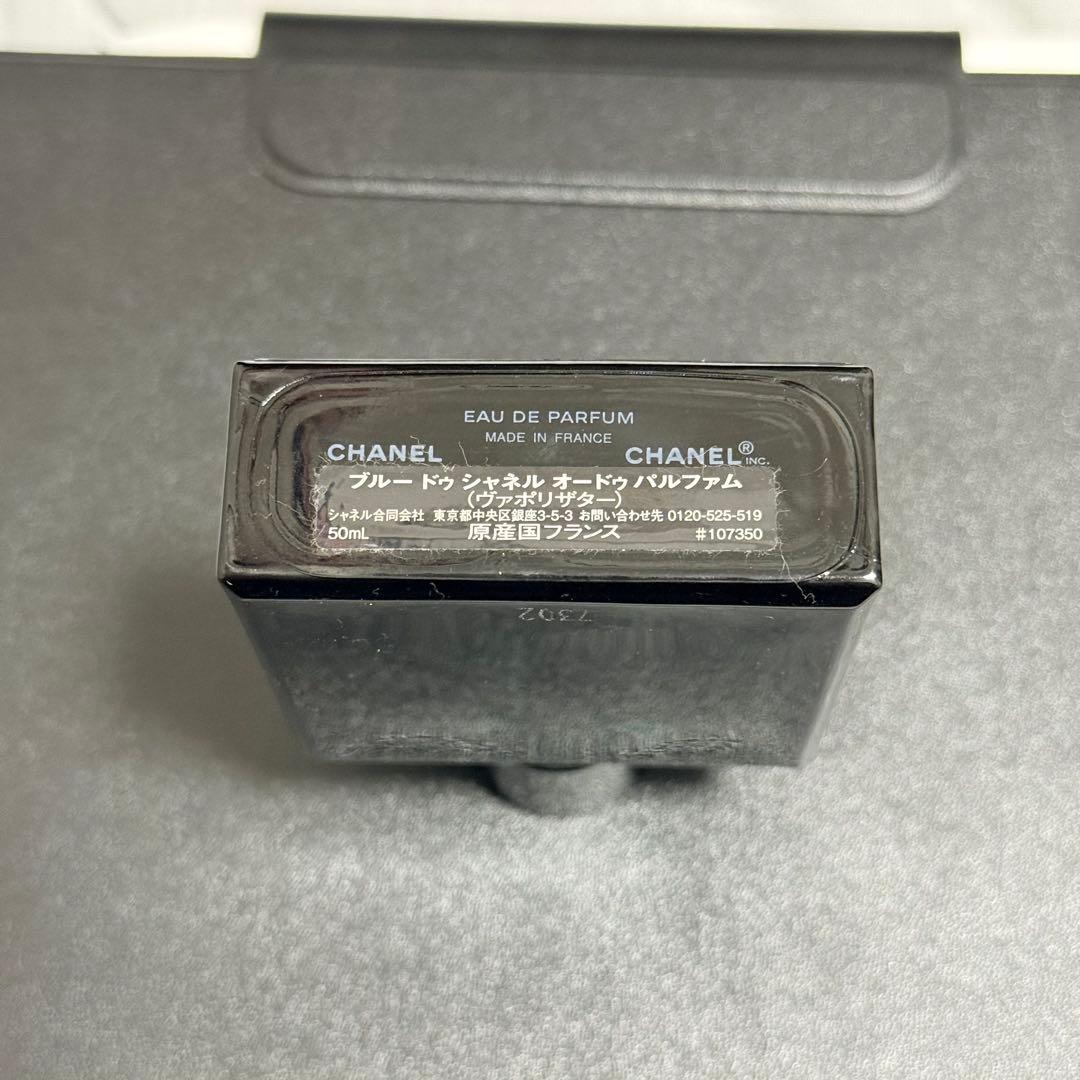 EAU DE PARFUM
MADE IN FRANCE
CHANEL CHANEL® INC.
ブルー ドゥ シャネル オードゥ パルファム
(ヴァポリザター)
シャネル合同会社 東京都中央区銀座3-5-3 お問い合わせ先 0120-525-519
50mL 原産国フランス #107350
7302